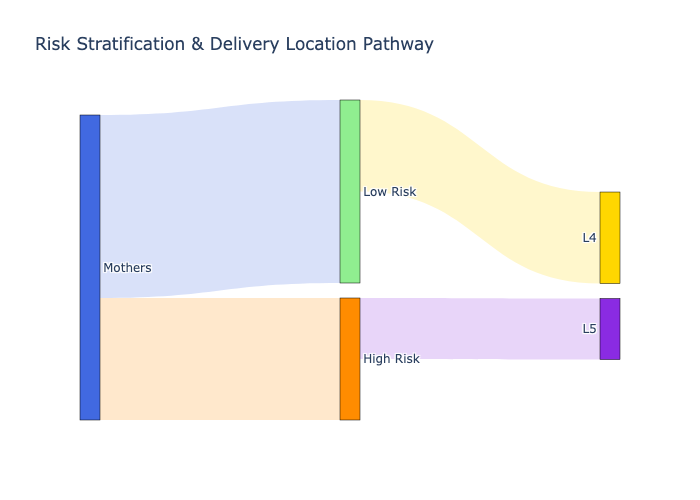 Risk Stratification & Delivery Location Pathway
Low Risk
L4
Mothers
L5
High Risk